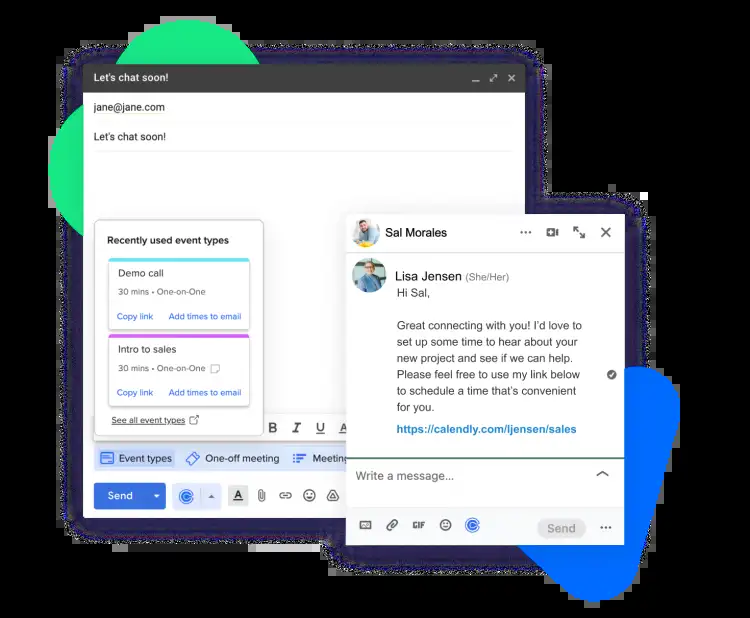 Let's chat soon!
jane@jane.com
Let's chat soon!
Recently used event types
Demo call
30 mins • One-on-One
Copy link Add times to email
Intro to sales
30 mins • One-on-One
Copy link Add times to email
See all event types
B I U A
Event types One-off meeting Meeting
Send A
Sal Morales
Lisa Jensen (She/Her)
Hi Sal,
Great connecting with you! I'd love to
set up some time to hear about your
new project and see if we can help.
Please feel free to use my link below
to schedule a time that's convenient
for you.
https://calendly.com/ljensen/sales
Write a message...
GIF Send